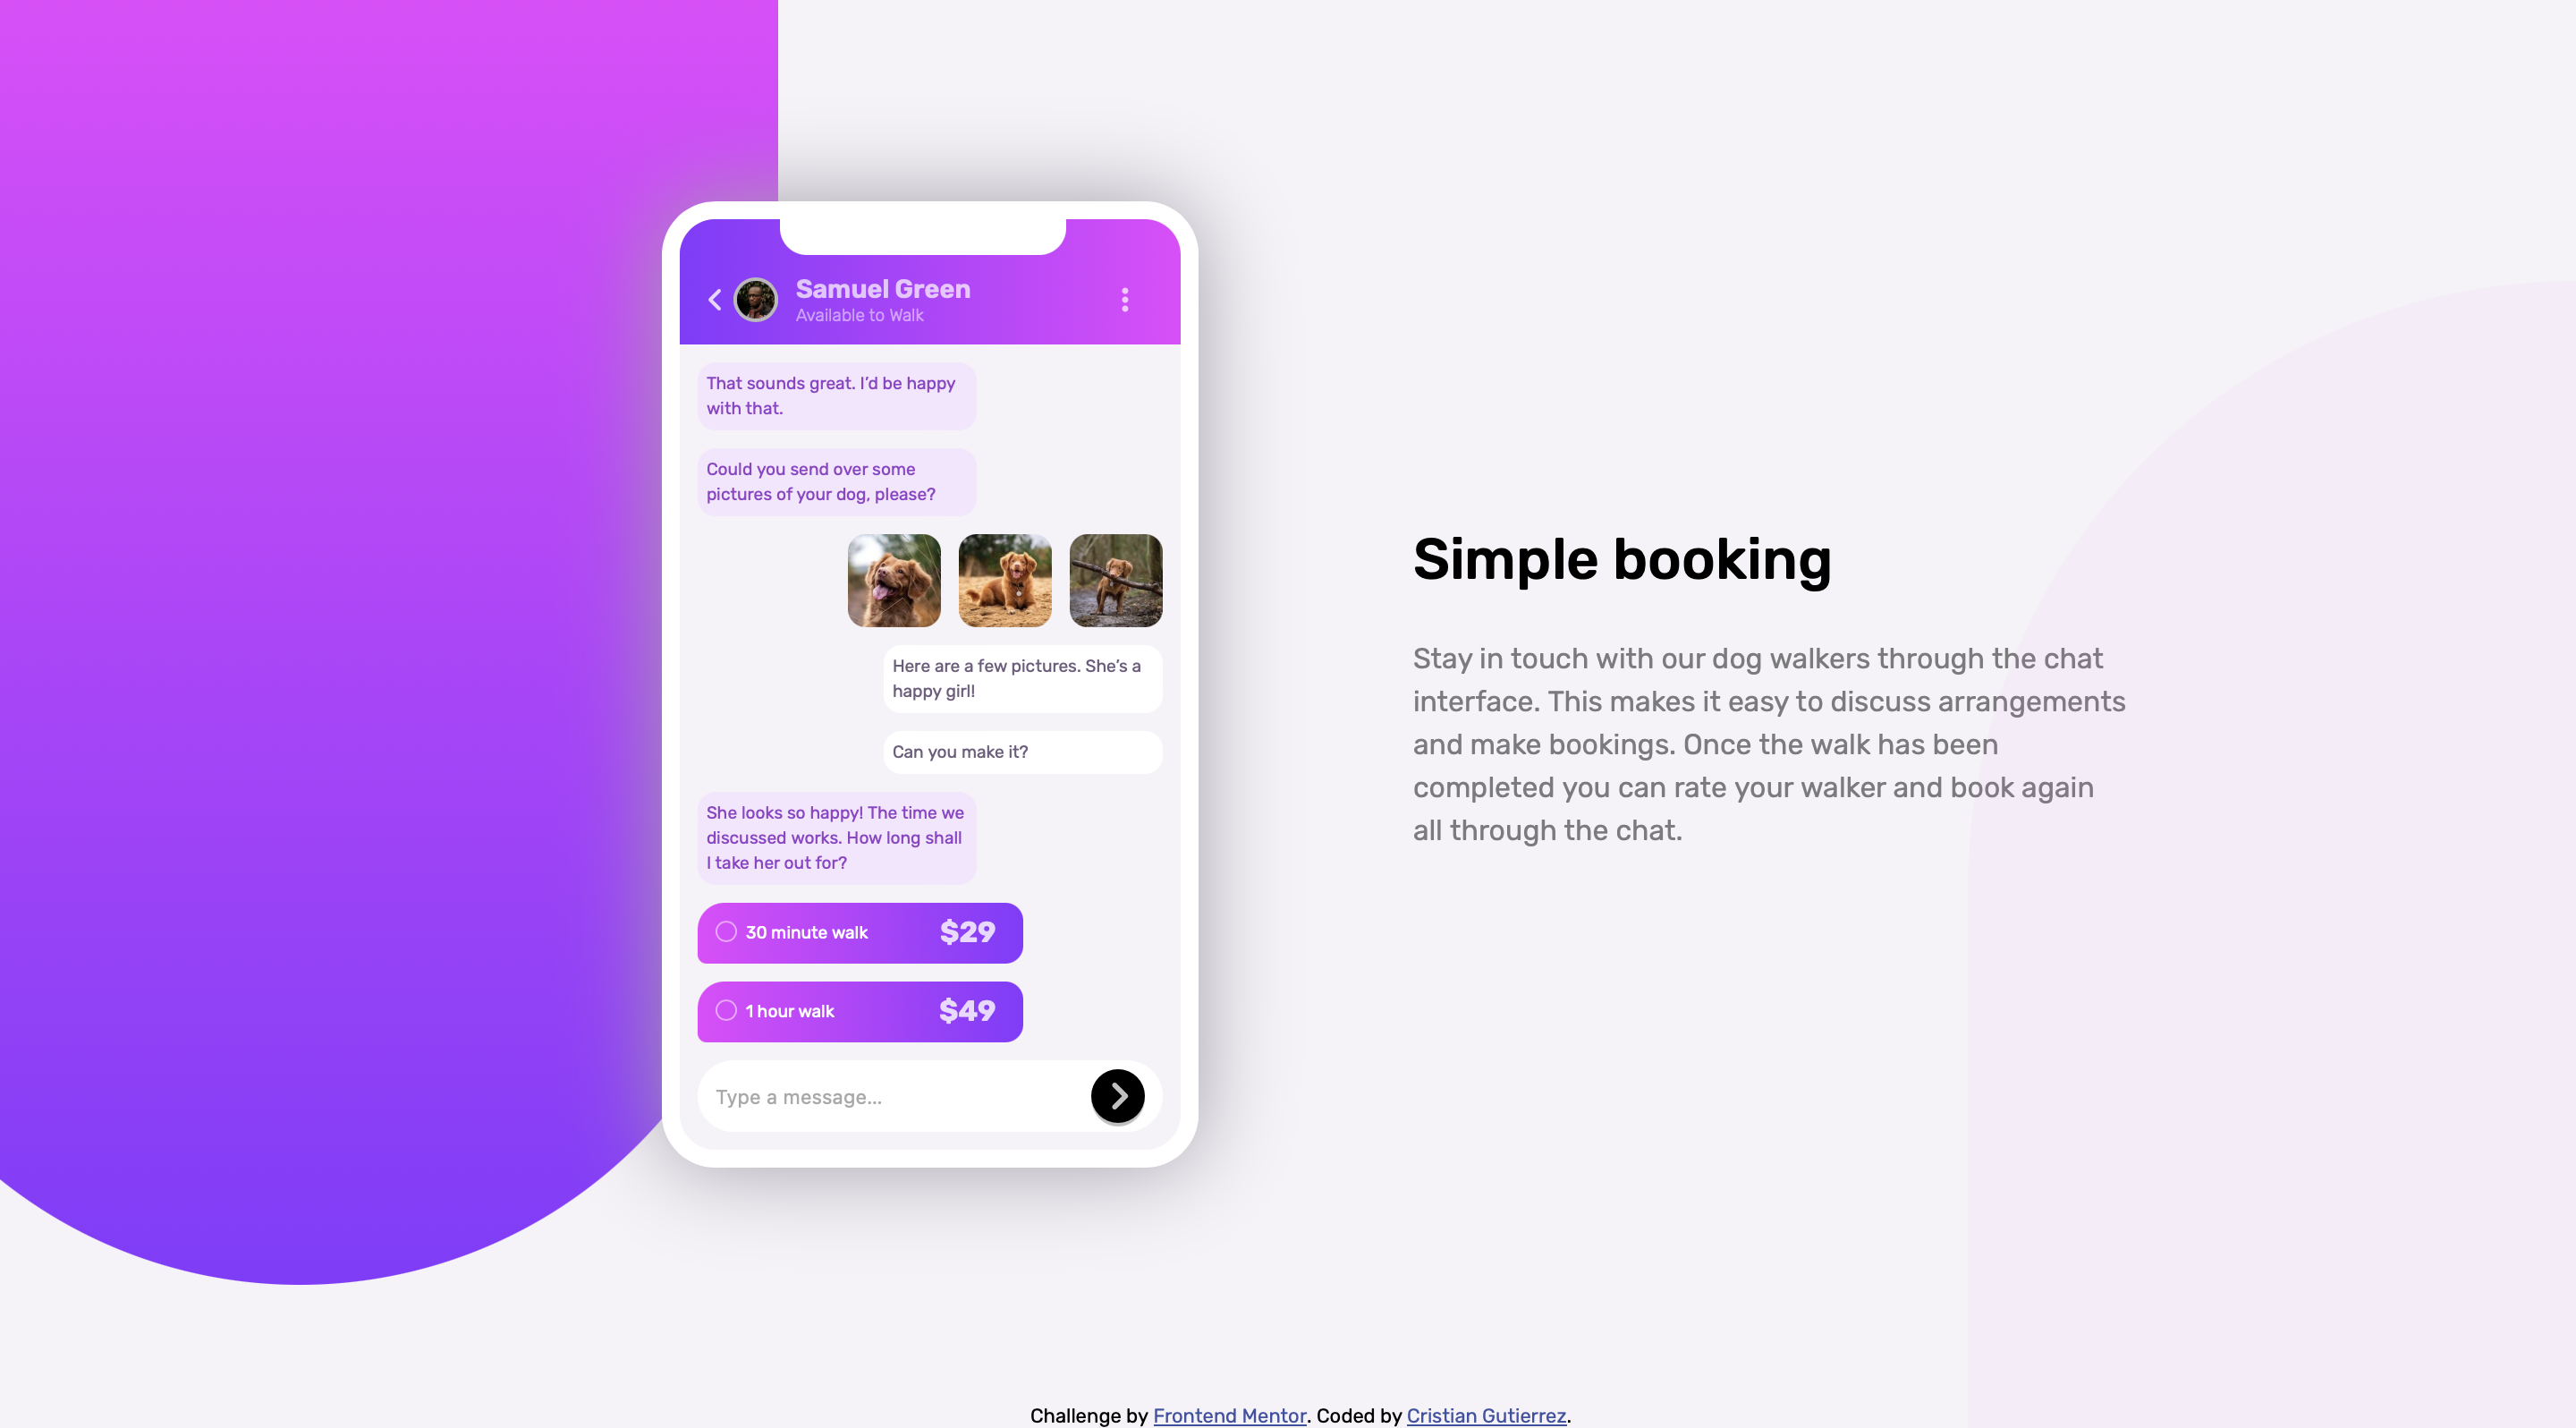 Samuel Green
Available to Walk
That sounds great. I’d be happy
with that.
Could you send over some
pictures of your dog, please?
Here are a few pictures. She’s a
happy girl!
Can you make it?
She looks so happy! The time we
discussed works. How long shall
I take her out for?
30 minute walk $29
1 hour walk $49
Type a message...
Simple booking
Stay in touch with our dog walkers through the chat
interface. This makes it easy to discuss arrangements
and make bookings. Once the walk has been
completed you can rate your walker and book again
all through the chat.
Challenge by Frontend Mentor. Coded by Cristian Gutierrez.